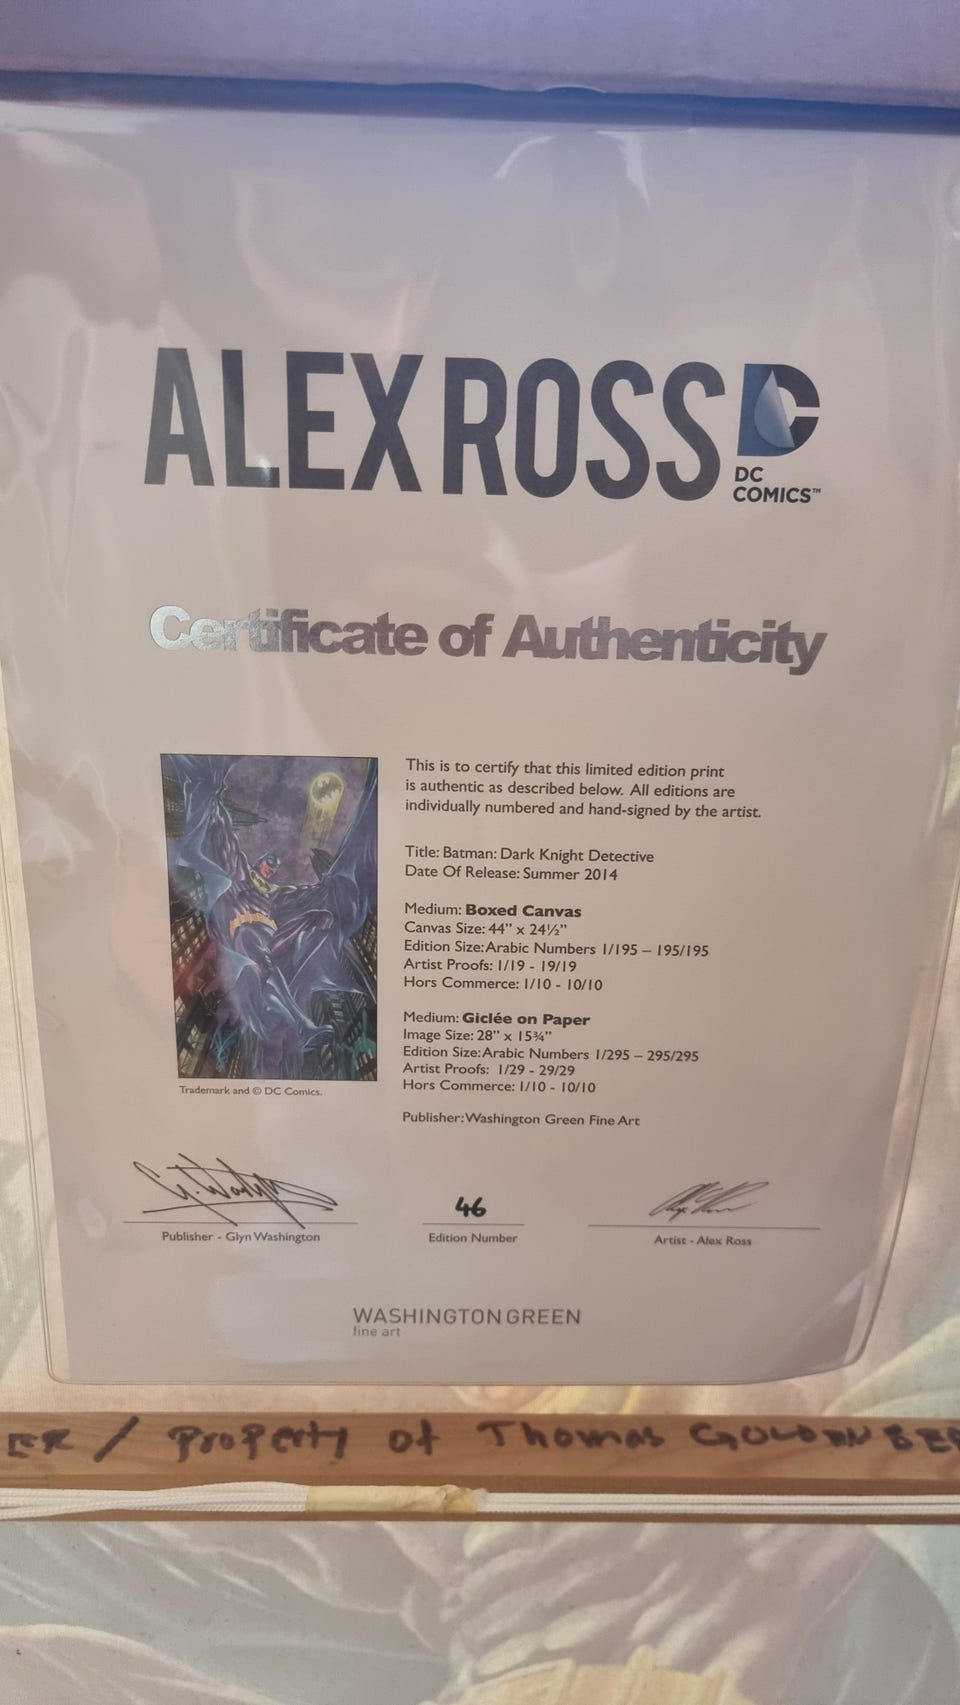 ALEX ROSS
DC
COMICS™
Certificate of Authenticity
This is to certify that this limited edition print
is authentic as described below. All editions are
individually numbered and hand-signed by the artist.
Title: Batman: Dark Knight Detective
Date Of Release: Summer 2014
Medium: Boxed Canvas
Canvas Size: 44" x 24½"
Edition Size: Arabic Numbers 1/195 – 195/195
Artist Proofs: 1/19 - 19/19
Hors Commerce: 1/10 - 10/10
Medium: Giclée on Paper
Image Size: 28" x 15¾"
Edition Size: Arabic Numbers 1/295 – 295/295
Artist Proofs: 1/29 - 29/29
Hors Commerce: 1/10 - 10/10
Trademark and © DC Comics.
Publisher: Washington Green Fine Art
46
Publisher - Glyn Washington
Edition Number
Artist - Alex Ross
WASHINGTON GREEN
fine art
ER / Property of Thomas GOLDENBER